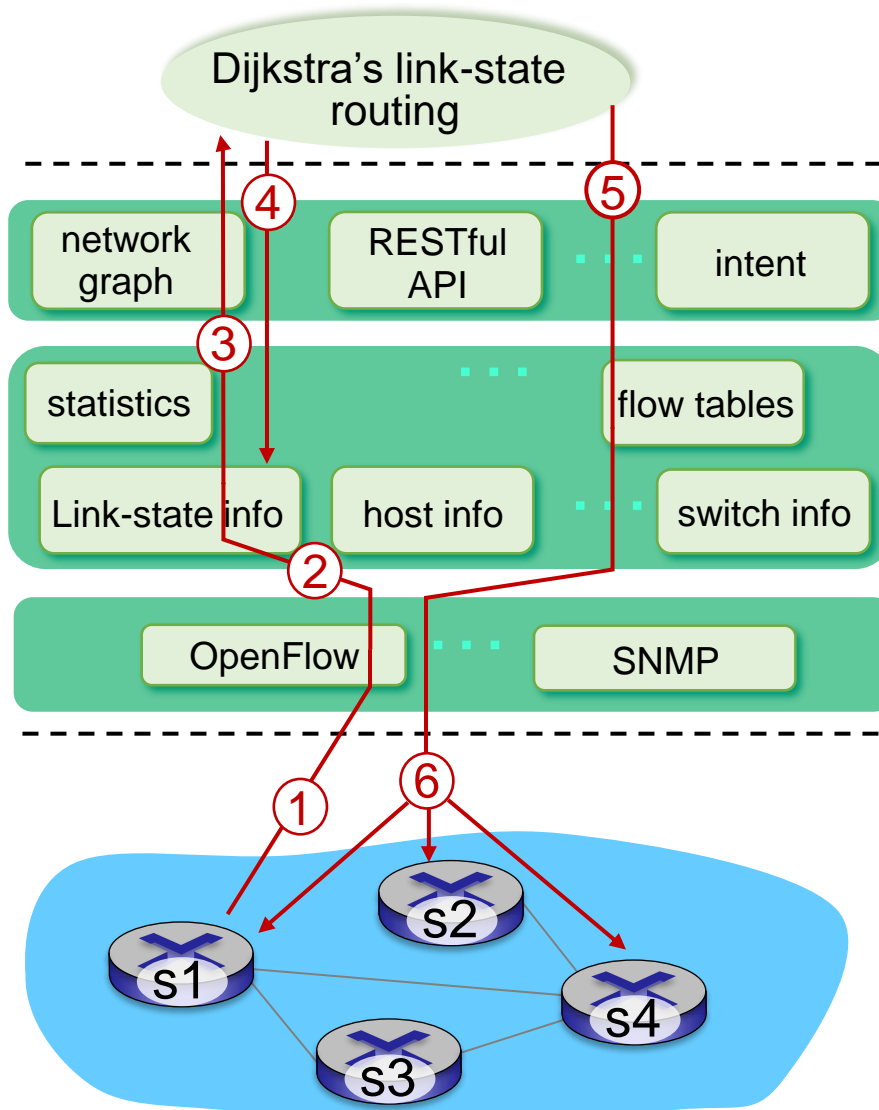 Dijkstra’s link-state
routing
4
5
network
graph
RESTful
API
intent
3
statistics
flow tables
Link-state info
host info
switch info
2
OpenFlow
SNMP
1
6
s2
s1
s4
s3